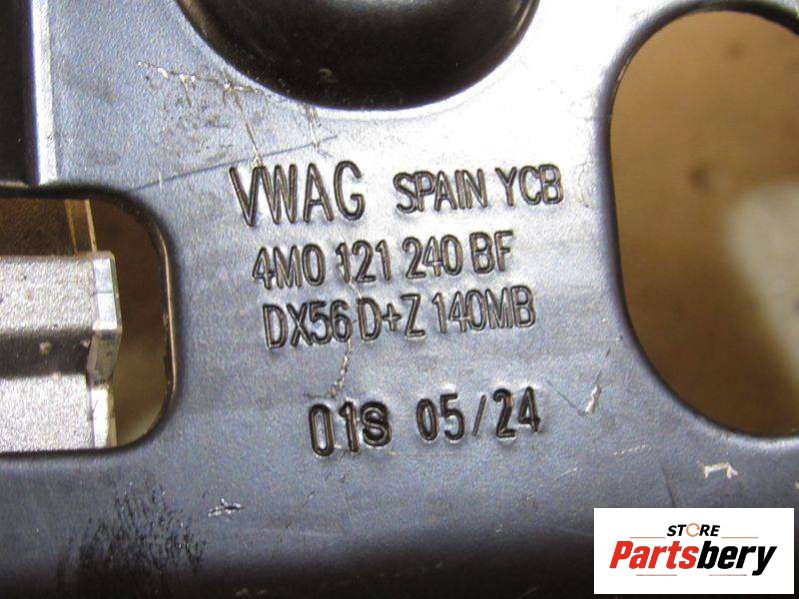 VWAG SPAIN YCB
4M0 121 240 BF
DX56 D+Z 140MB
01S 05/24
STORE
Partsbery